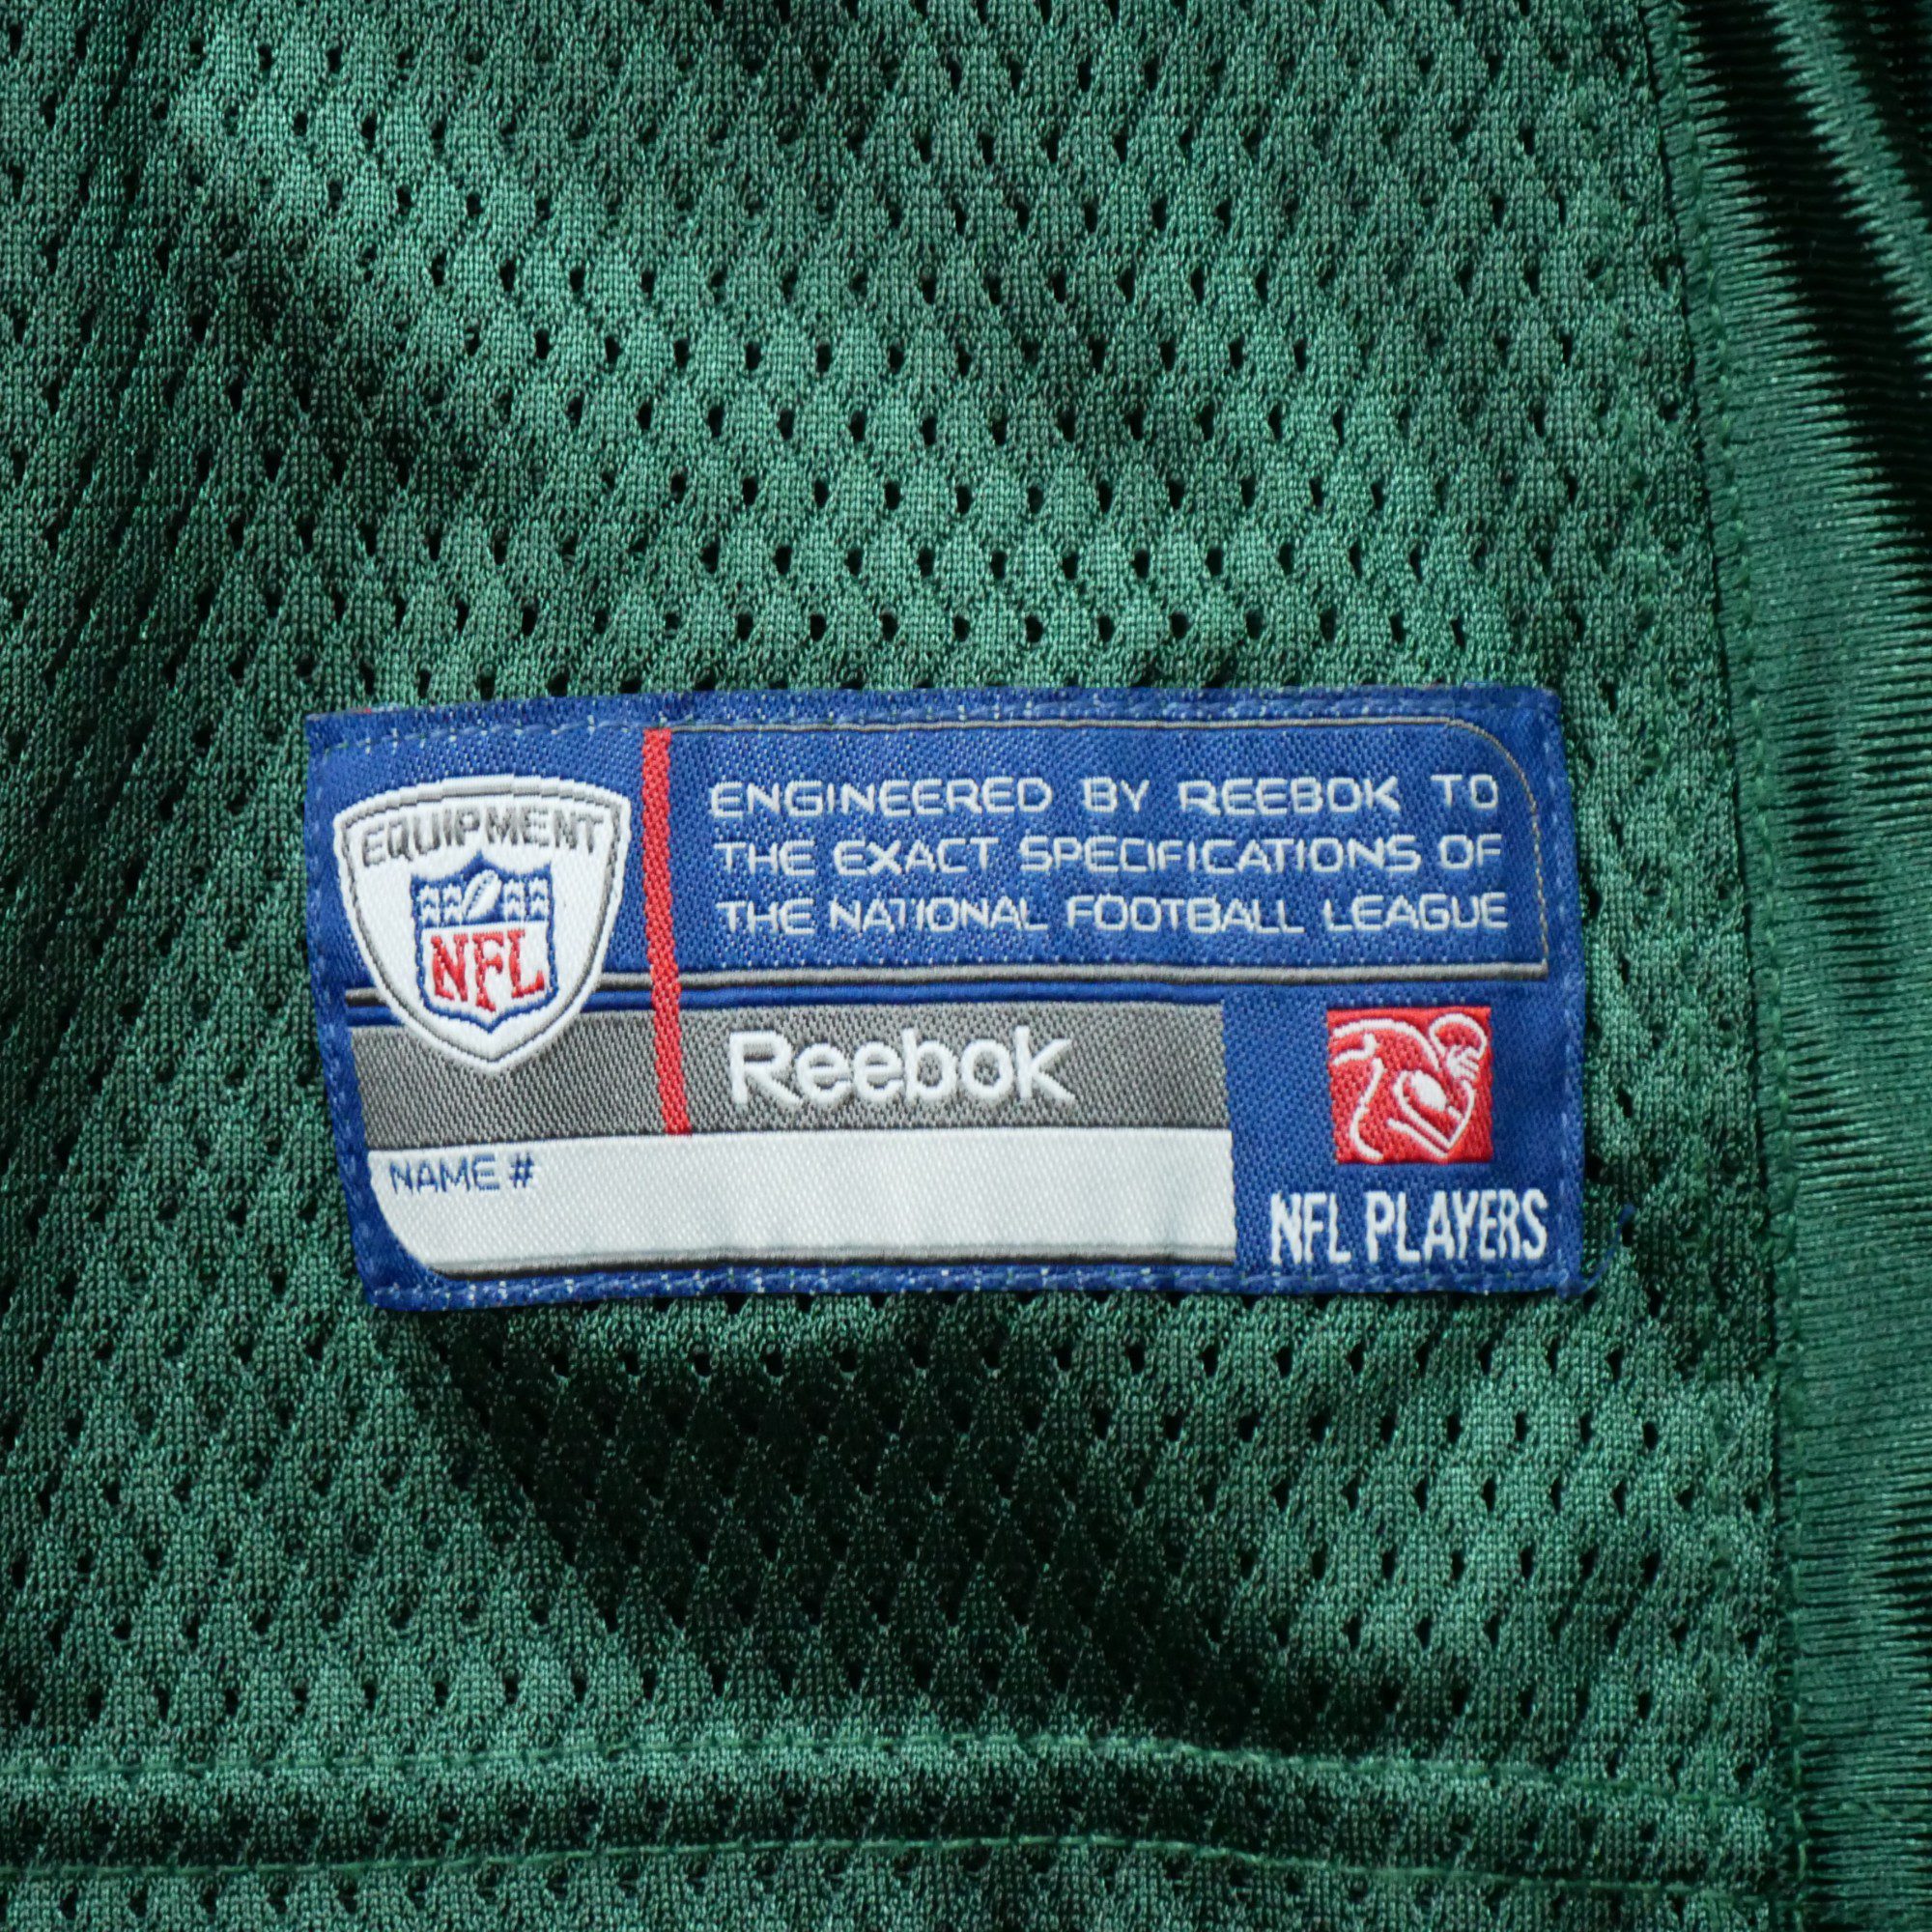 EQUIPMENT
NFL
ENGINEERED BY REEBOK TO
THE EXACT SPECIFICATIONS OF
THE NATIONAL FOOTBALL LEAGUE
Reebok
NAME #
NFL PLAYERS